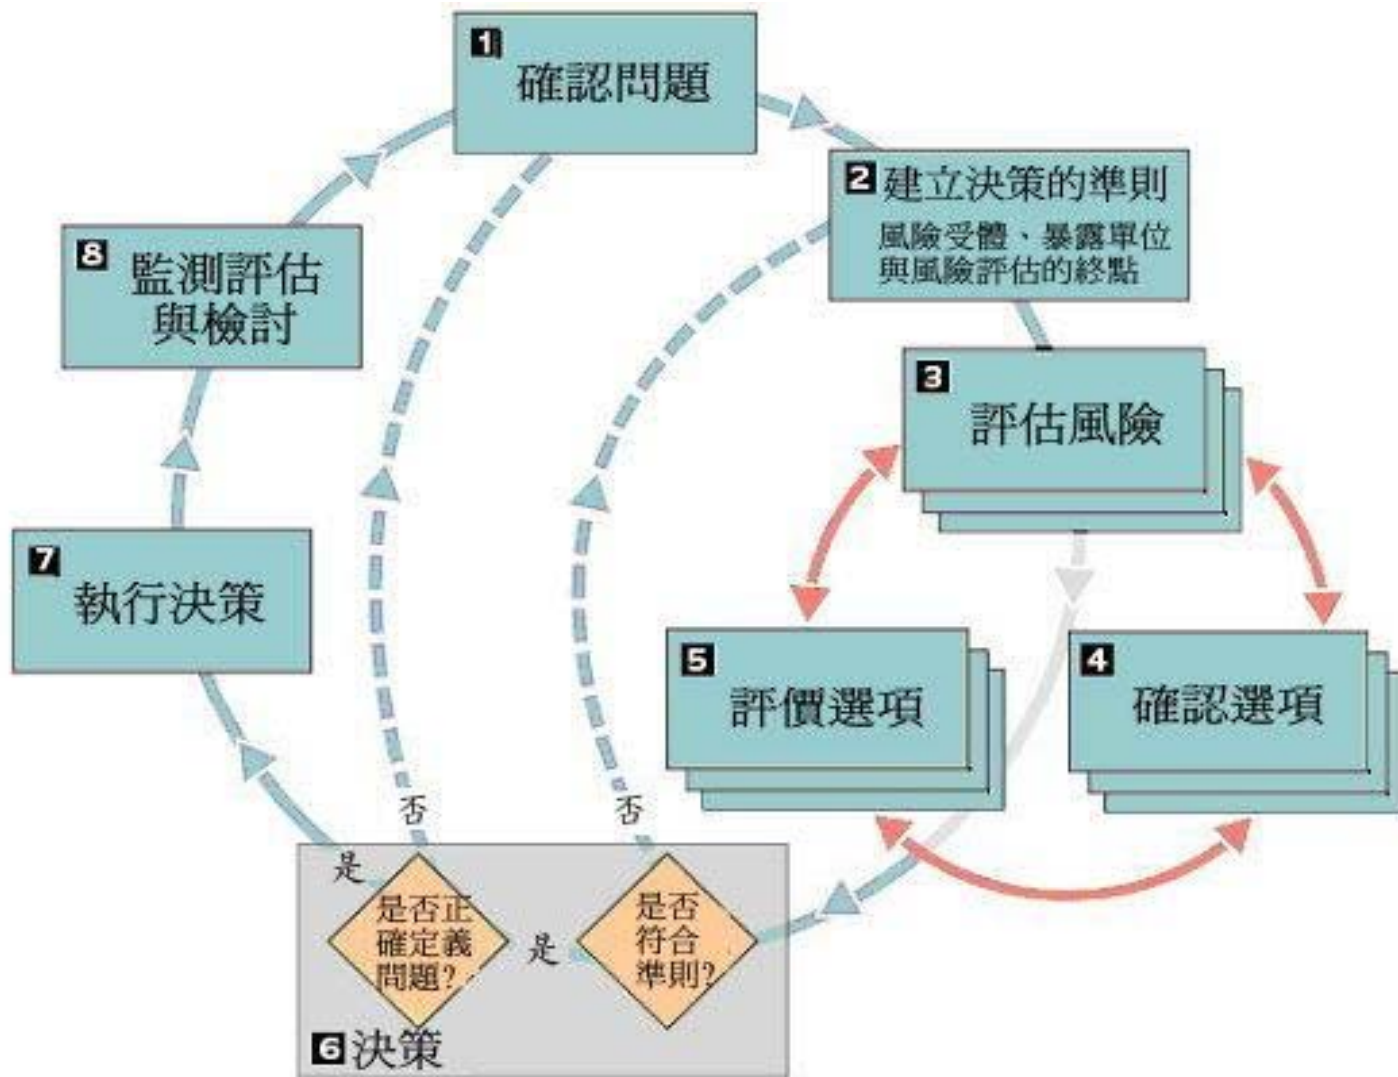 1
確認問題
2 建立決策的準則
風險受體、暴露單位
與風險評估的終點
3
評估風險
4
確認選項
5
評價選項
是否
符合
準則?
否
是
是否正
確定義
問題?
否
是
6 決策
7
執行決策
8
監測評估
與檢討